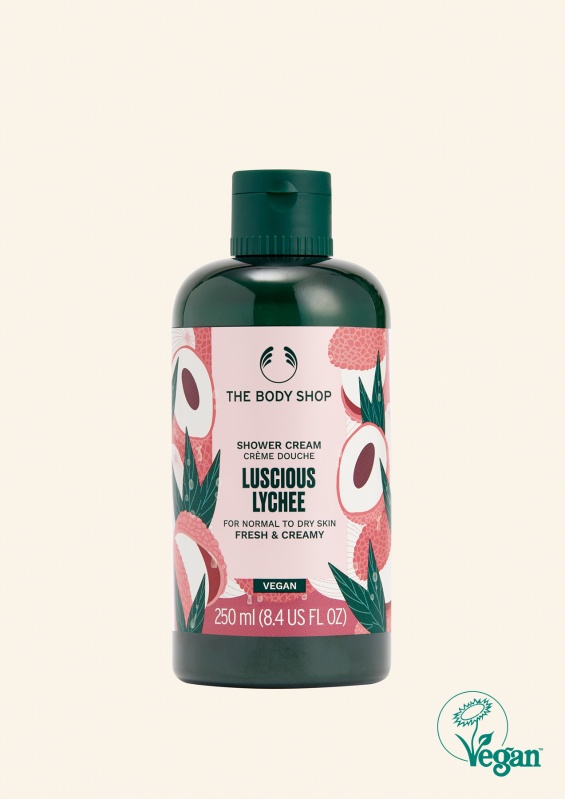 THE BODY SHOP
SHOWER CREAM
CRÈME DOUCHE
LUSCIOUS
LYCHEE
FOR NORMAL TO DRY SKIN
FRESH & CREAMY
VEGAN
250 ml (8.4 US FL OZ)
Vegan™